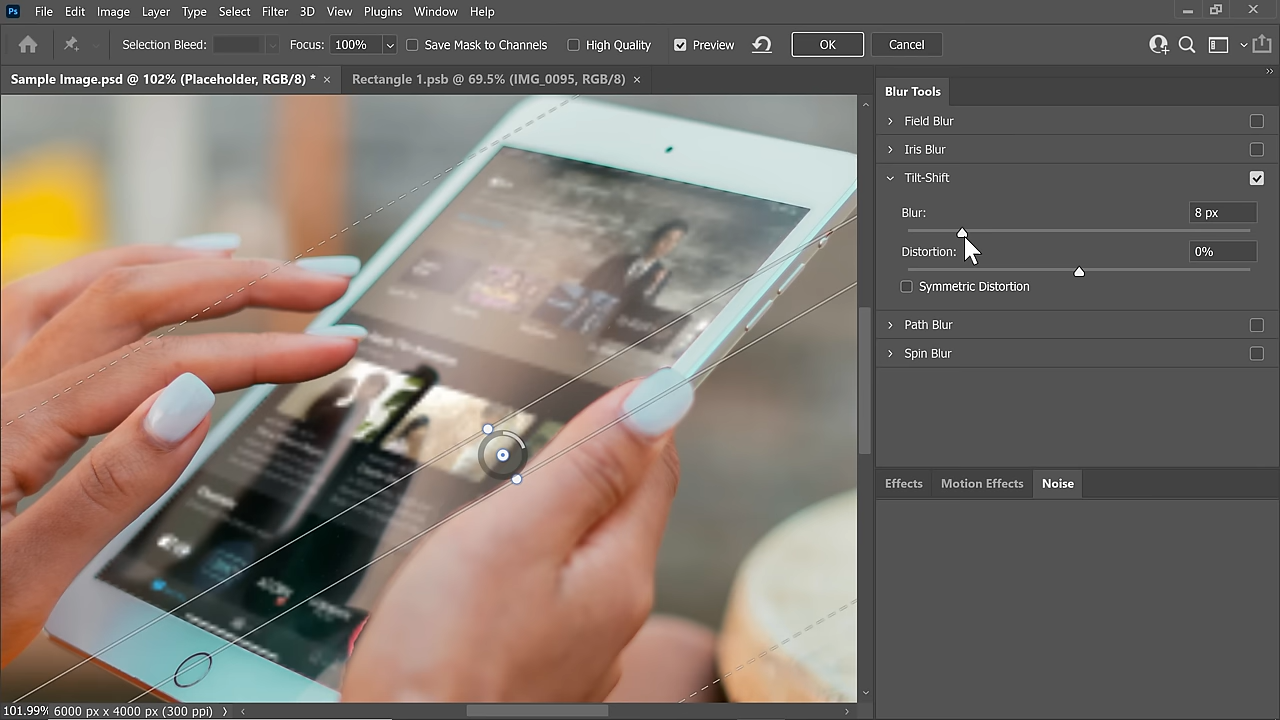 Ps File Edit Image Layer Type Select Filter 3D View Plugins Window Help
Selection Bleed: Focus: 100% Save Mask to Channels High Quality Preview OK Cancel
Sample Image.psd @ 102% (Placeholder, RGB/8) * × Rectangle 1.psb @ 69.5% (IMG_0095, RGB/8) ×
Blur Tools
Field Blur
Iris Blur
Tilt-Shift
Blur: 8 px
Distortion: 0%
Symmetric Distortion
Path Blur
Spin Blur
Effects Motion Effects Noise
101.99% 6000 px x 4000 px (300 ppi)